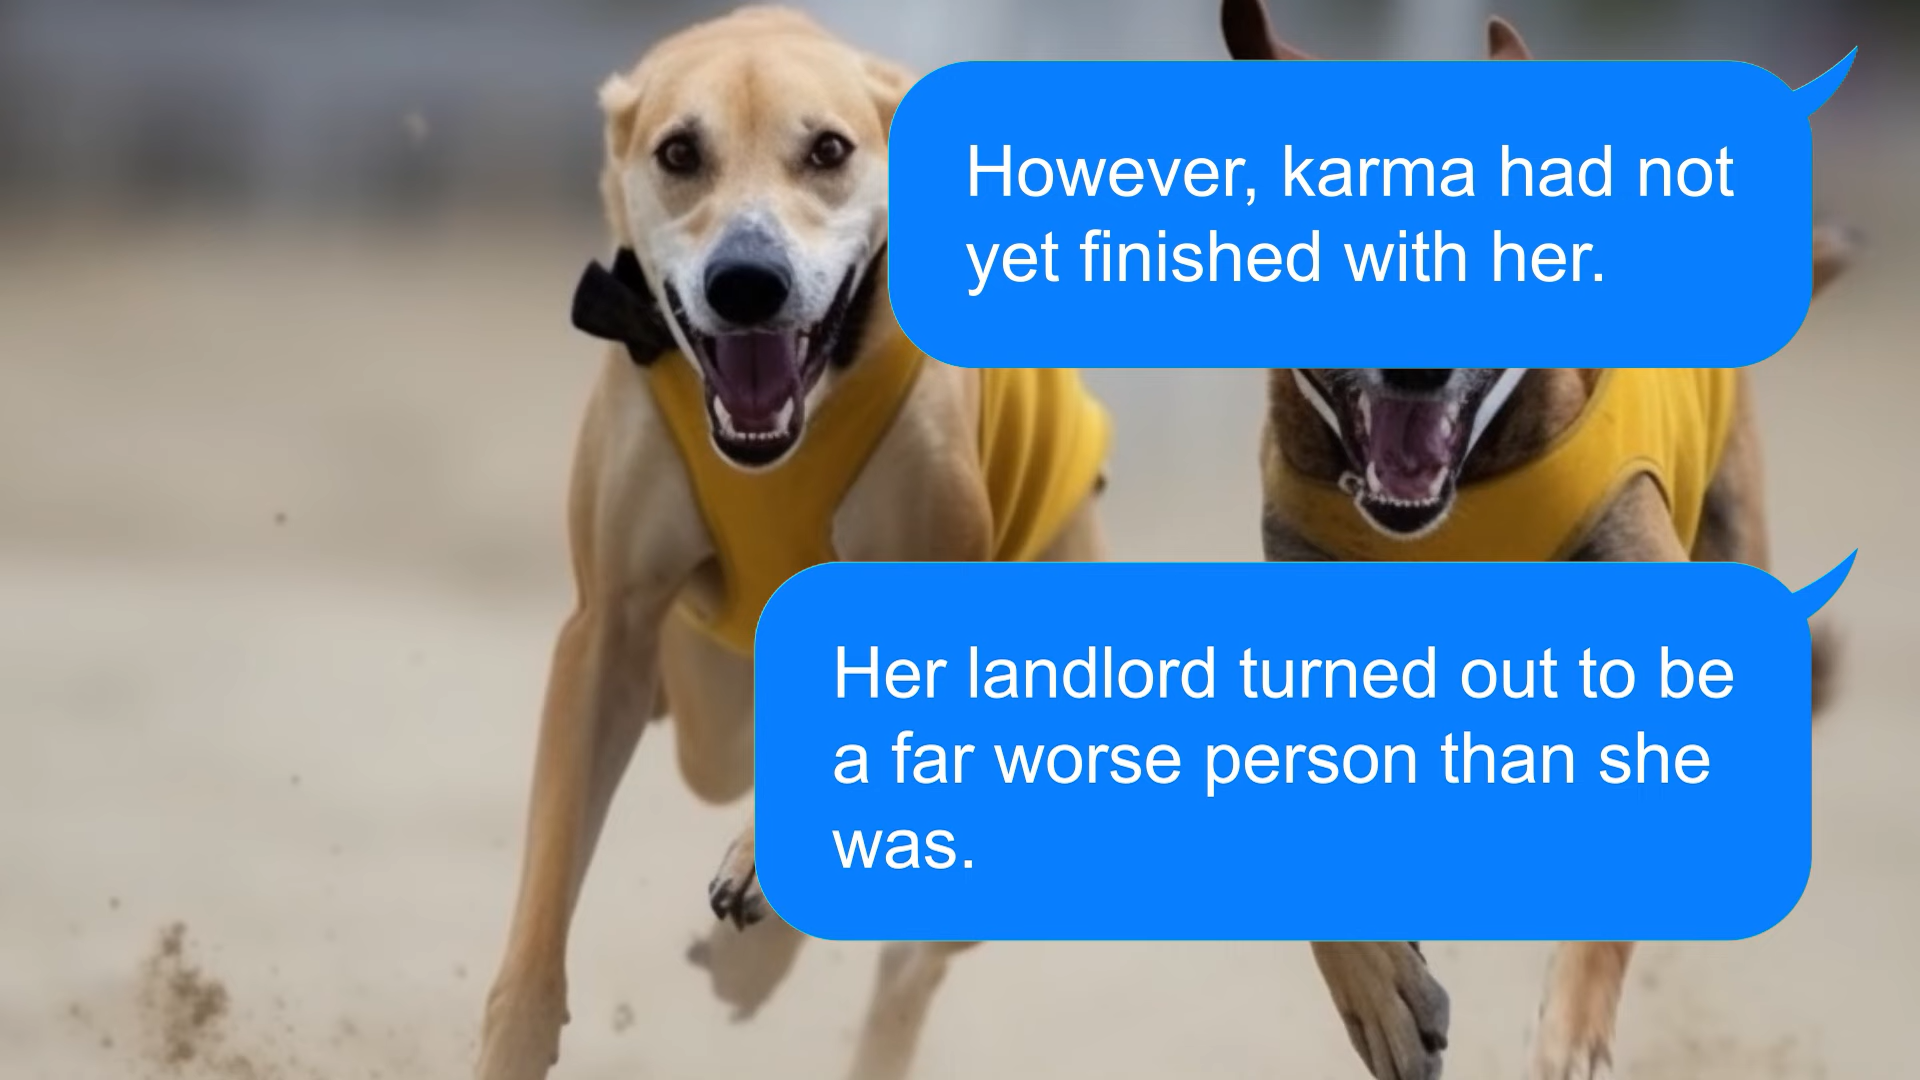 However, karma had not
yet finished with her.
Her landlord turned out to be
a far worse person than she
was.